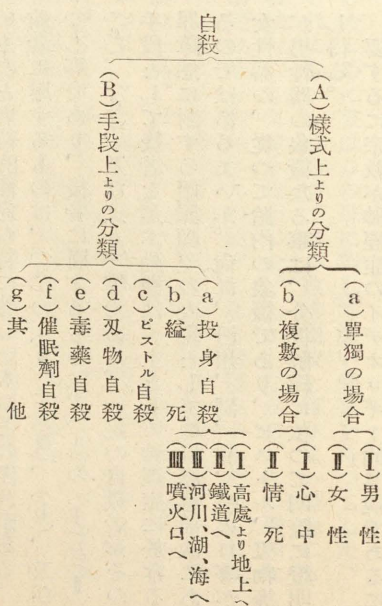 自殺
(A)樣式上よりの分類
(a)單獨の場合
(I)男性
(II)女性
(b)複數の場合
(I)心中
(II)情死
(B)手段上よりの分類
(a)投身自殺
(I)高處より地上へ
(II)鐵道へ
(III)河川、湖、海へ
(IIII)噴火口へ
(b)縊死
(c)ピストル自殺
(d)刄物自殺
(e)毒藥自殺
(f)催眠劑自殺
(g)其他